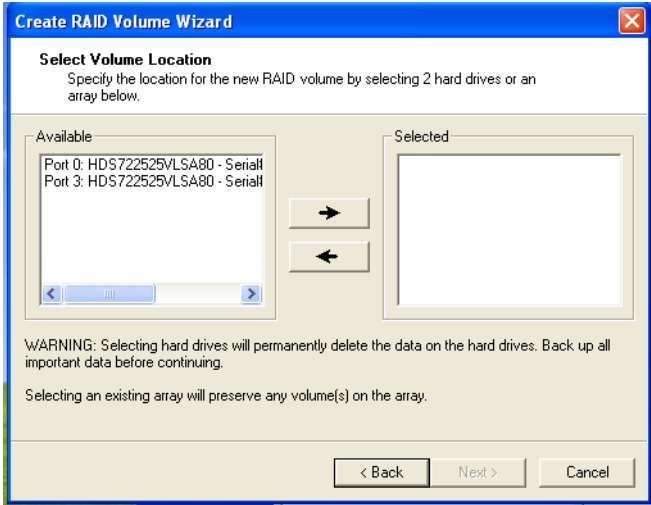 Create RAID Volume Wizard
Select Volume Location
Specify the location for the new RAID volume by selecting 2 hard drives or an
array below.
Available
Selected
Port 0: HDS722525VLSA80 - Serial#
Port 3: HDS722525VLSA80 - Serial#
WARNING: Selecting hard drives will permanently delete the data on the hard drives. Back up all
important data before continuing.
Selecting an existing array will preserve any volume(s) on the array.
< Back
Next >
Cancel